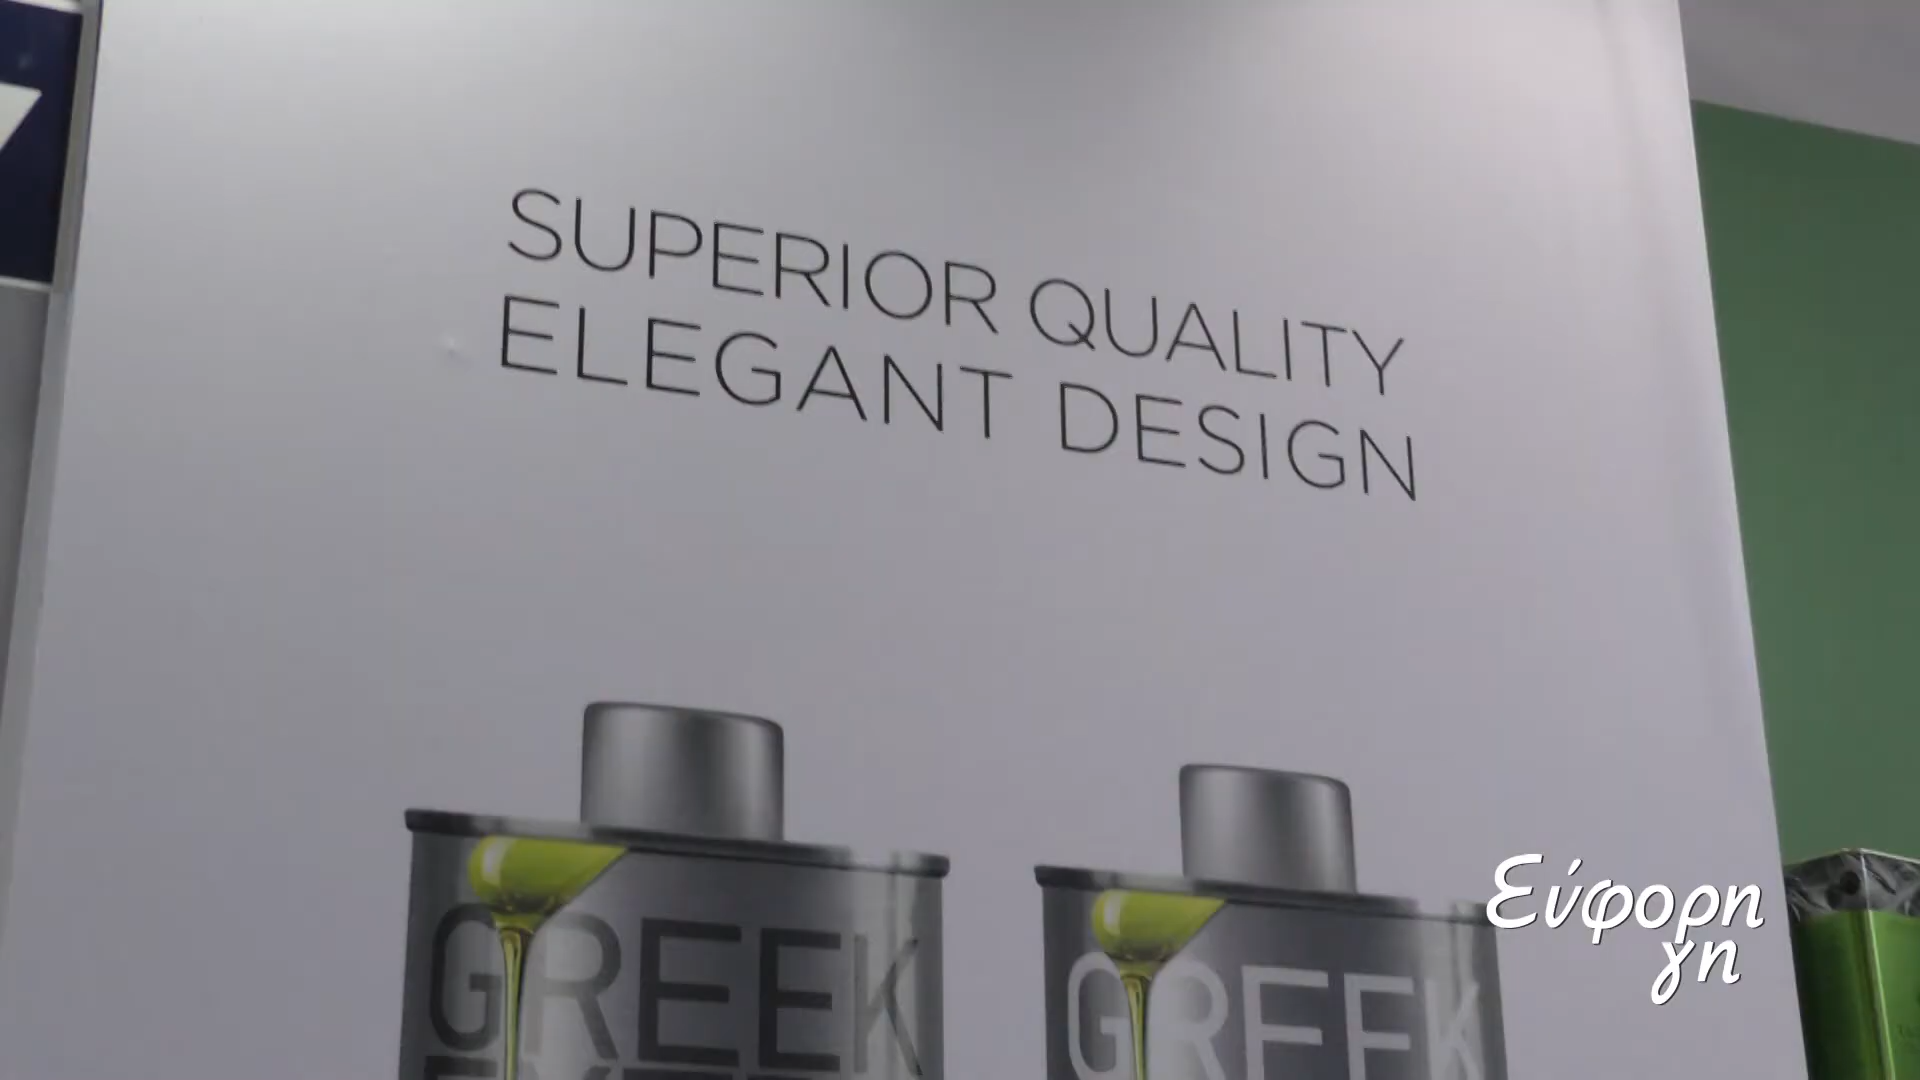 SUPERIOR QUALITY
ELEGANT DESIGN
GREEK
GREEK
Εύφορη
γη